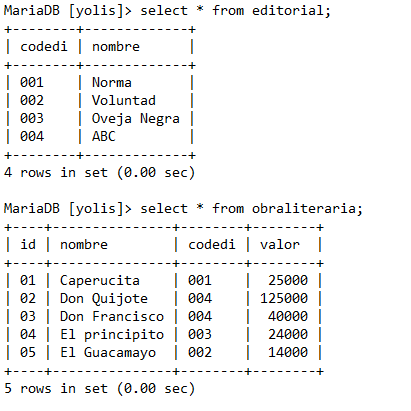 MariaDB [yolis]> select * from editorial;
+--------+-------------+
| codedi | nombre      |
+--------+-------------+
| 001    | Norma       |
| 002    | Voluntad    |
| 003    | Oveja Negra |
| 004    | ABC         |
+--------+-------------+
4 rows in set (0.00 sec)
MariaDB [yolis]> select * from obraliteraria;
+----+---------------+--------+--------+
| id | nombre        | codedi | valor  |
+----+---------------+--------+--------+
| 01 | Caperucita    | 001    |  25000 |
| 02 | Don Quijote   | 004    | 125000 |
| 03 | Don Francisco | 004    |  40000 |
| 04 | El principito | 003    |  24000 |
| 05 | El Guacamayo  | 002    |  14000 |
+----+---------------+--------+--------+
5 rows in set (0.00 sec)